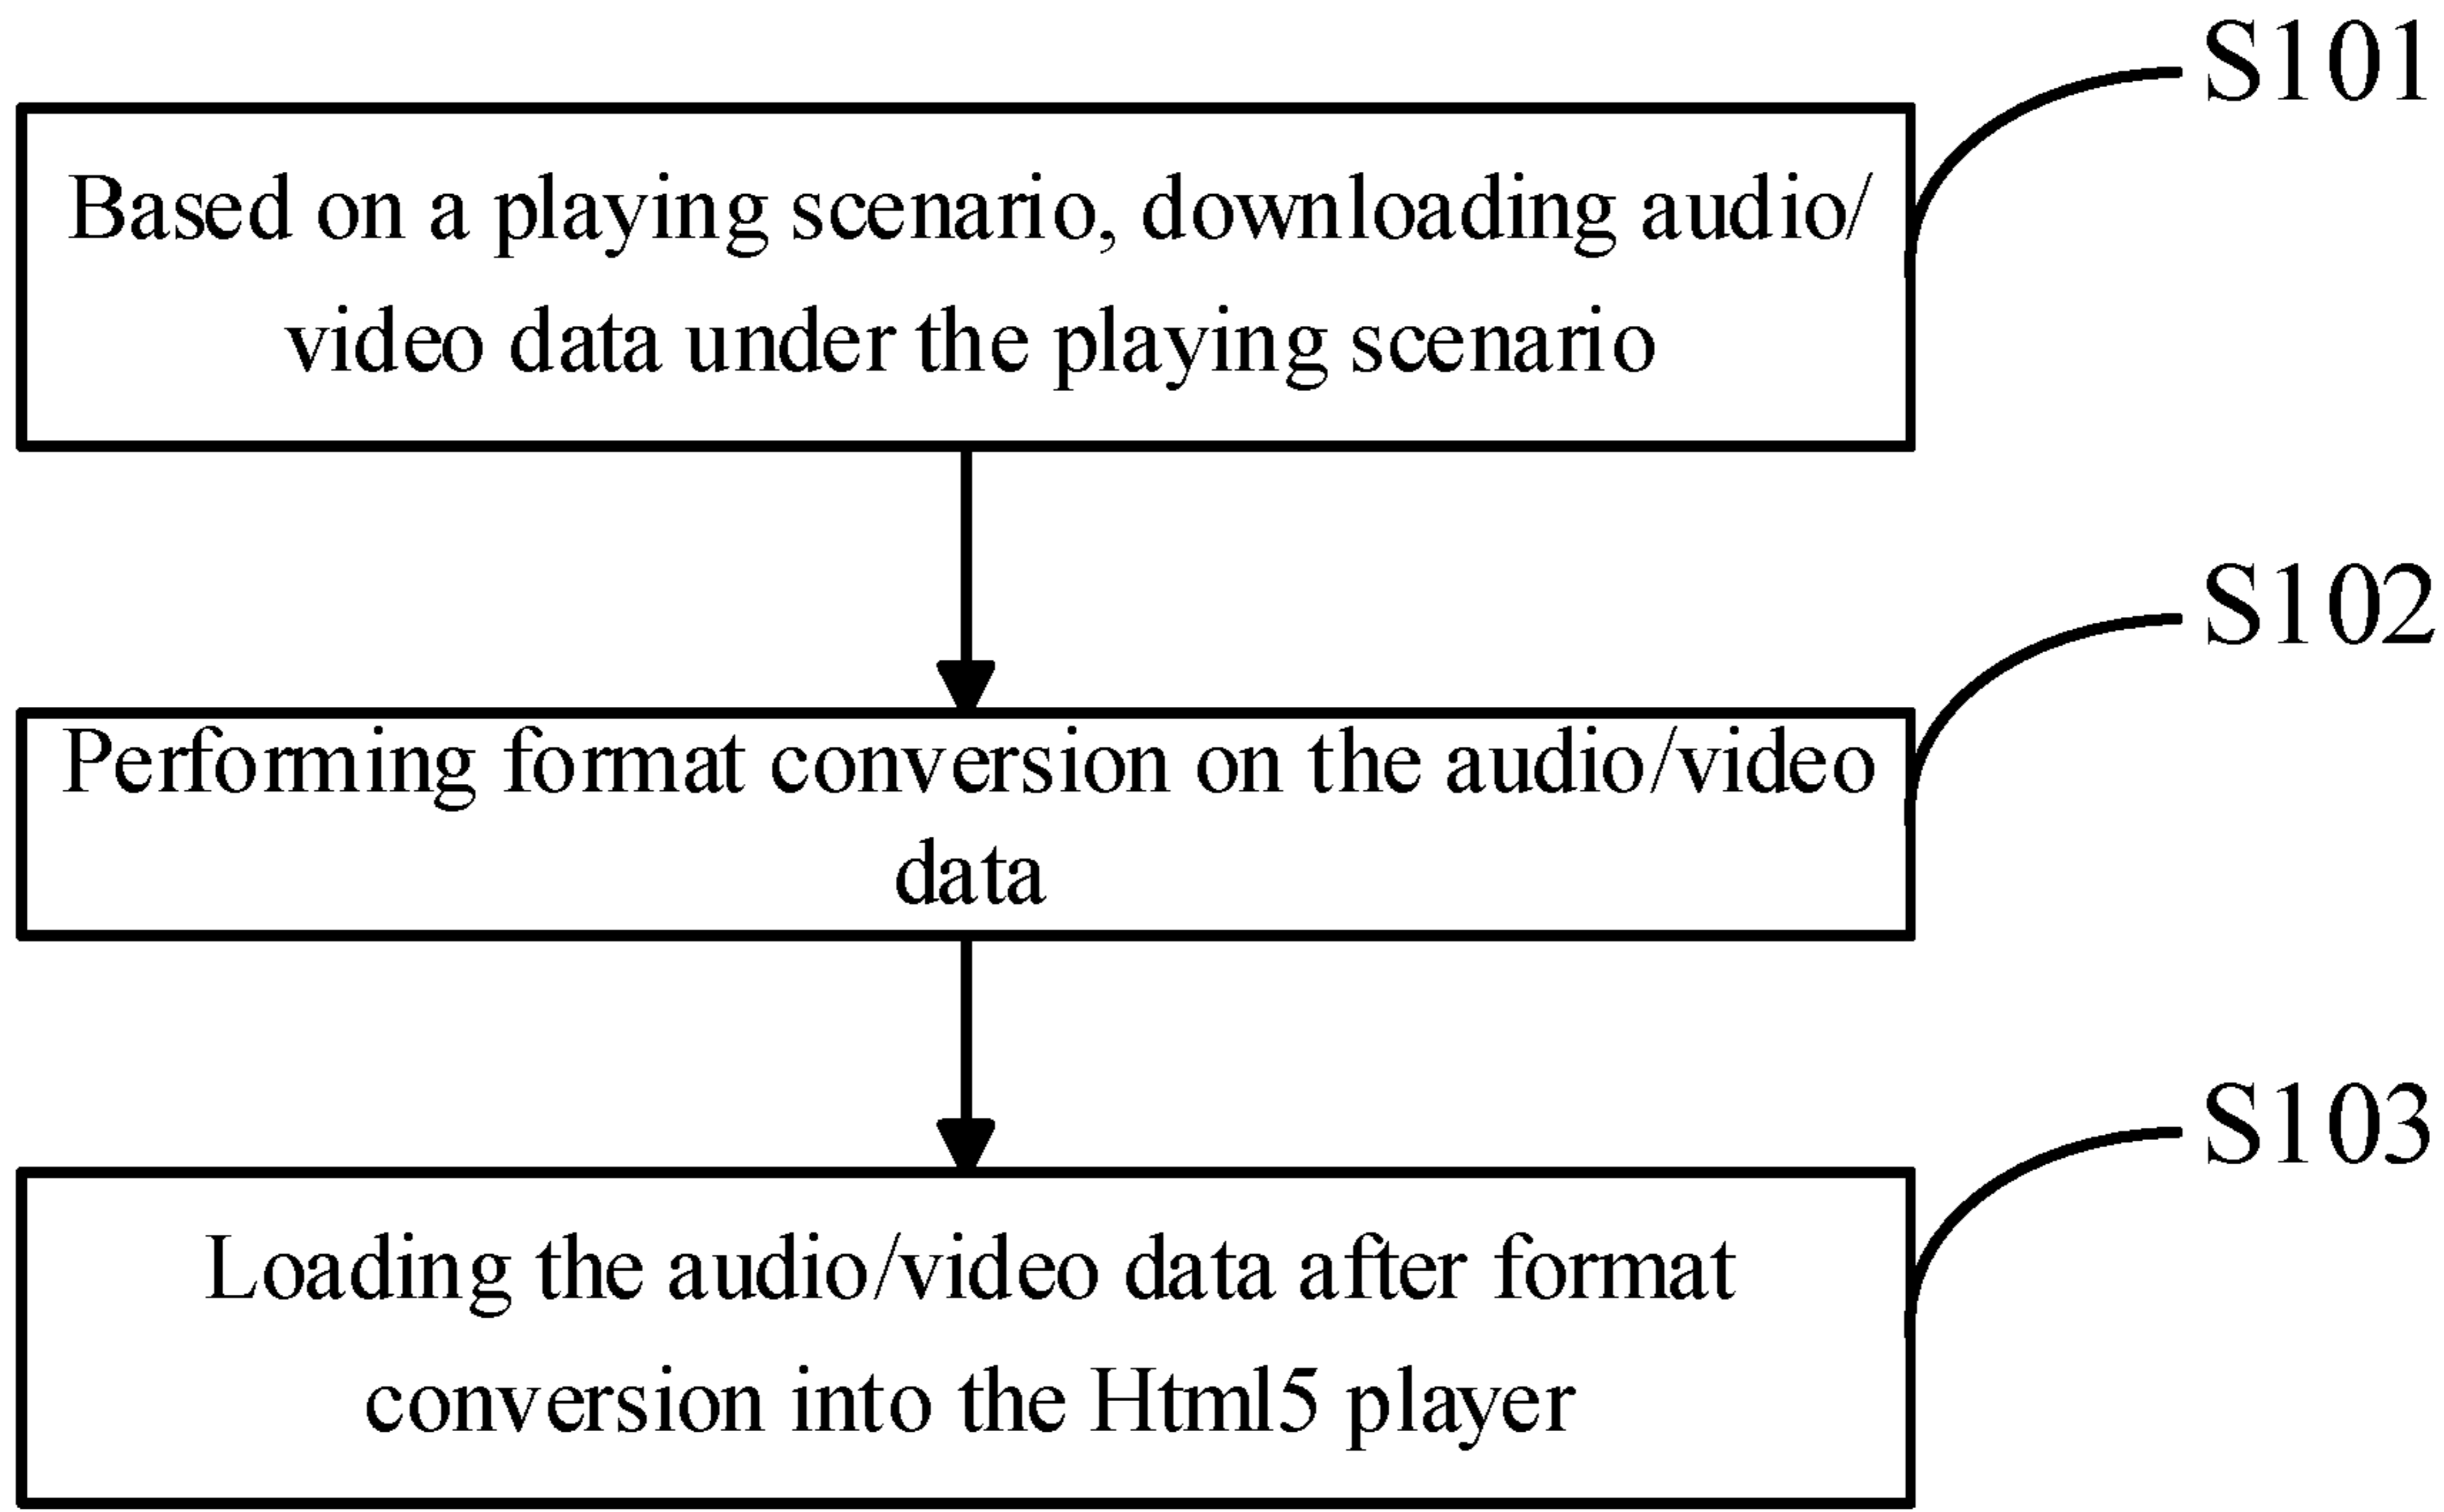 S101
Based on a playing scenario, downloading audio/
video data under the playing scenario
S102
Performing format conversion on the audio/video
data
S103
Loading the audio/video data after format
conversion into the Html5 player